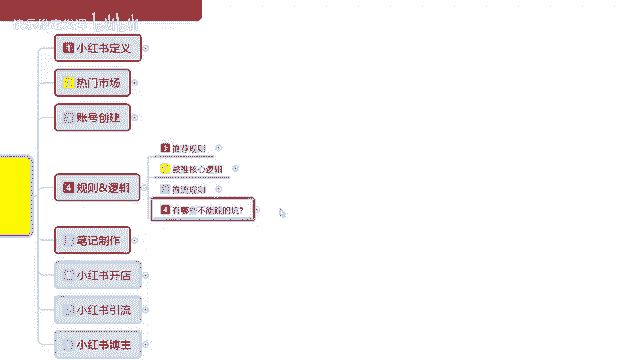 小红书定义
热门市场
账号创建
推荐规则
被推核心逻辑
4 规则&逻辑
推流规则
4 有哪些不能踩的坑?
笔记制作
小红书开店
小红书引流
小红书博主